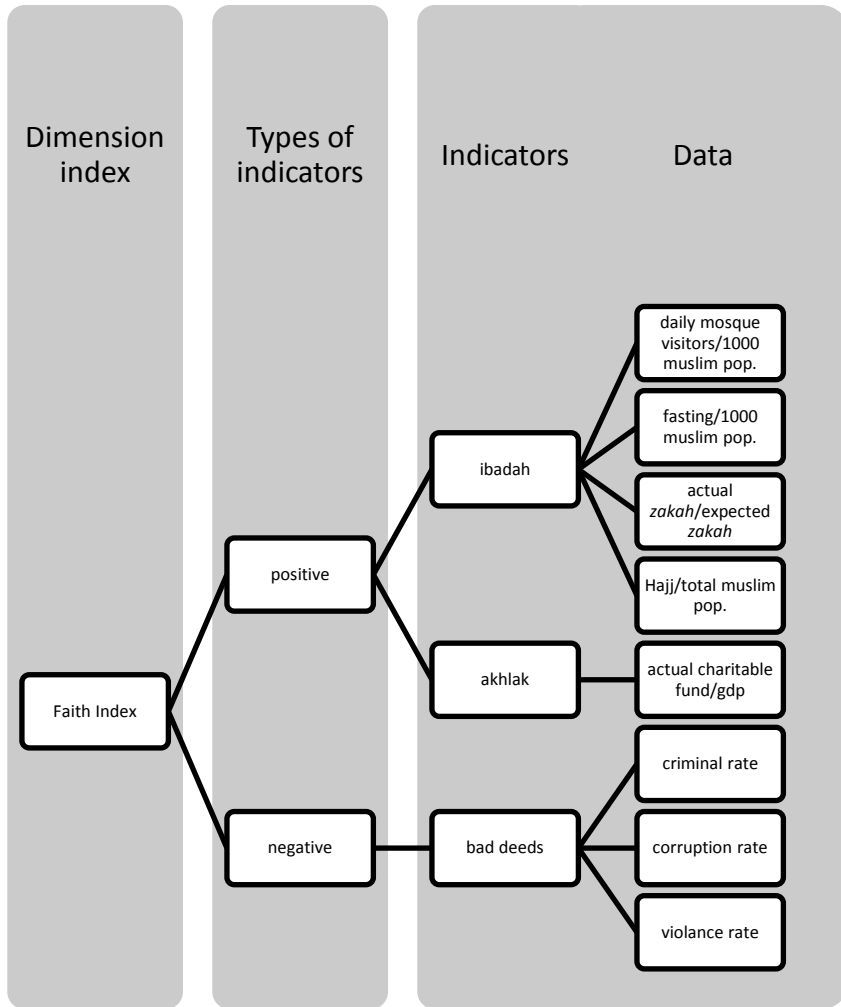 Dimension
index
Types of
indicators
Indicators
Data
Faith Index
positive
negative
ibadah
akhlak
bad deeds
daily mosque
visitors/1000
muslim pop.
fasting/1000
muslim pop.
actual
zakah/expected
zakah
Hajj/total muslim
pop.
actual charitable
fund/gdp
criminal rate
corruption rate
violance rate